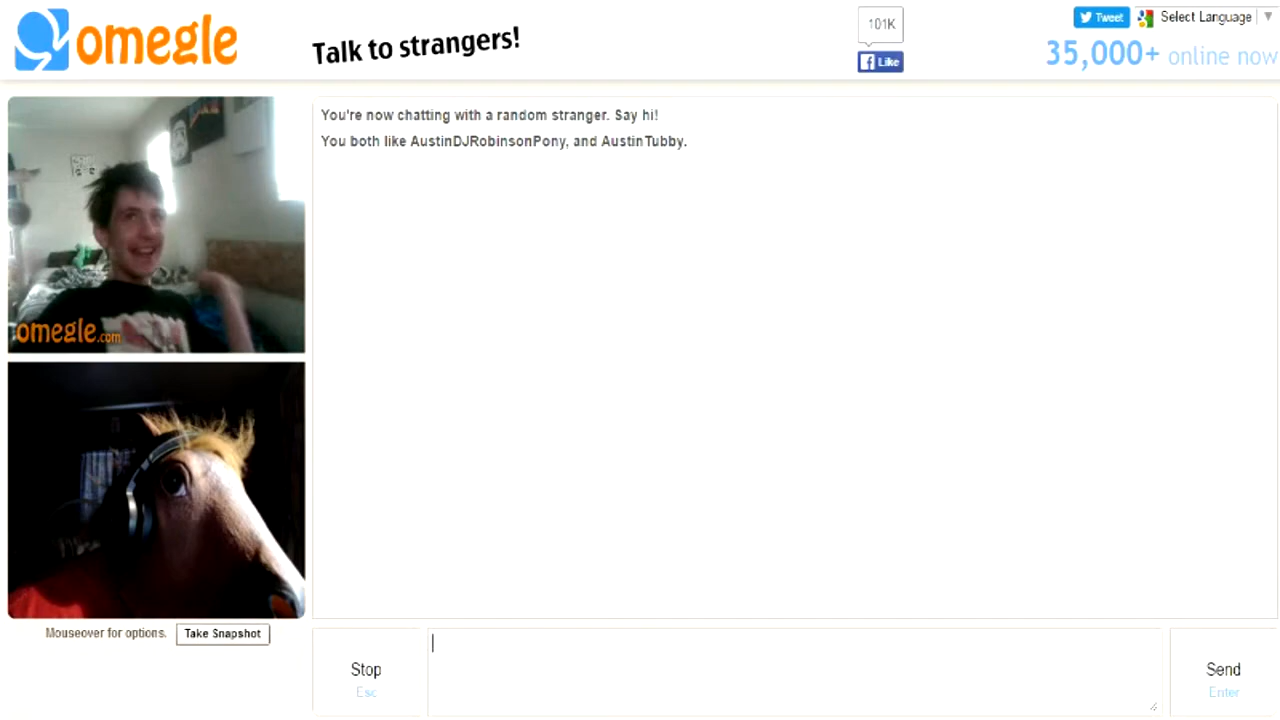 omegle
Talk to strangers!
101K
Like
Tweet
Select Language
35,000+ online now
You're now chatting with a random stranger. Say hi!
You both like AustinDJRobinsonPony, and AustinTubby.
omegle.com
Mouseover for options.
Take Snapshot
Stop
Esc
Send
Enter